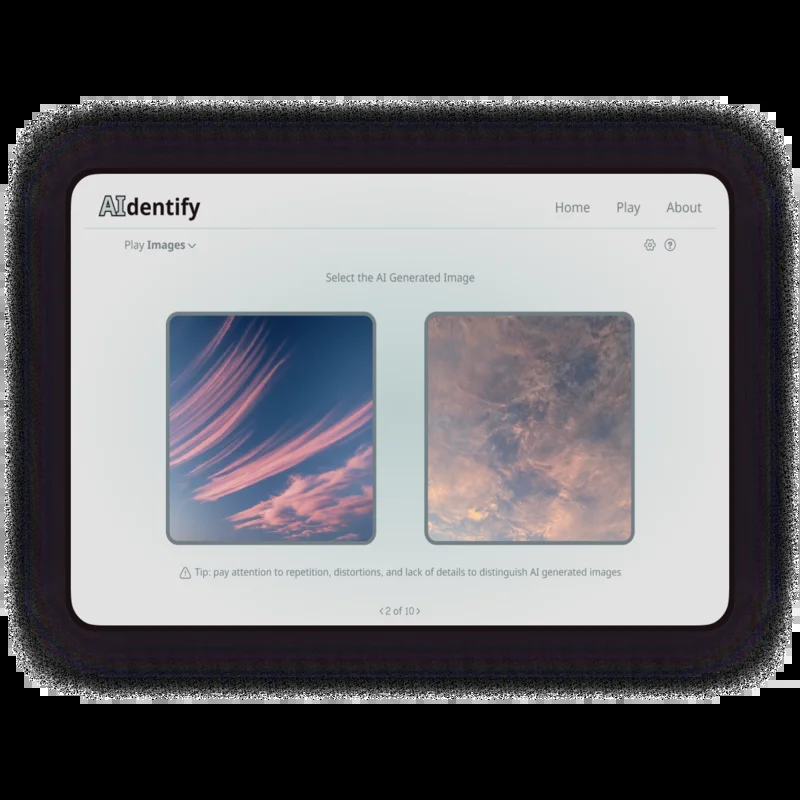 AIdentify
Home Play About
Play Images
Select the AI Generated Image
Tip: pay attention to repetition, distortions, and lack of details to distinguish AI generated images
<2 of 10>